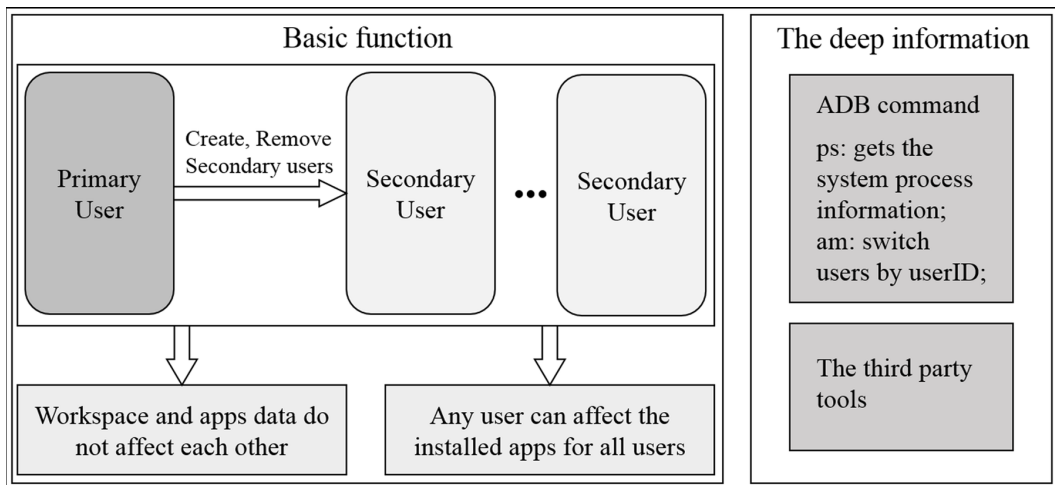 Basic function
Primary
User
Create, Remove
Secondary users
Secondary
User
•••
Secondary
User
Workspace and apps data do
not affect each other
Any user can affect the
installed apps for all users
The deep information
ADB command
ps: gets the
system process
information;
am: switch
users by userID;
The third party
tools